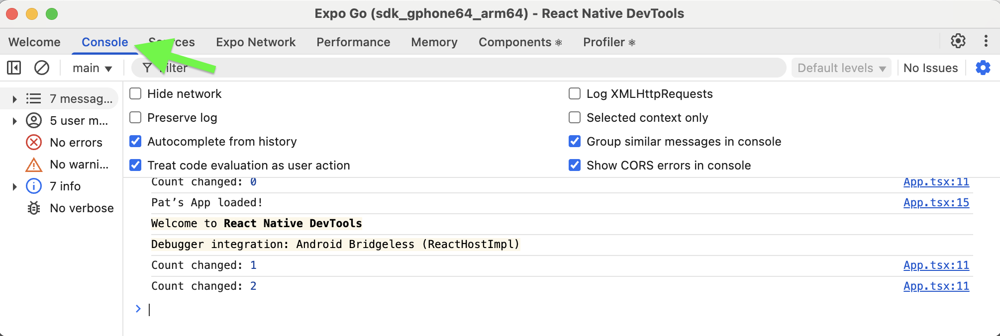 Expo Go (sdk_gphone64_arm64) - React Native DevTools
Welcome Console Sources Expo Network Performance Memory Components ⚛ Profiler ⚛
main ▼ Filter Default levels ▼ No Issues
7 messag...
5 user m...
No errors
No warni...
7 info
No verbose
Hide network
Log XMLHttpRequests
Preserve log
Selected context only
Autocomplete from history
Group similar messages in console
Treat code evaluation as user action
Show CORS errors in console
Count changed: 0 App.tsx:11
Pat’s App loaded! App.tsx:15
Welcome to React Native DevTools
Debugger integration: Android Bridgeless (ReactHostImpl)
Count changed: 1 App.tsx:11
Count changed: 2 App.tsx:11
>